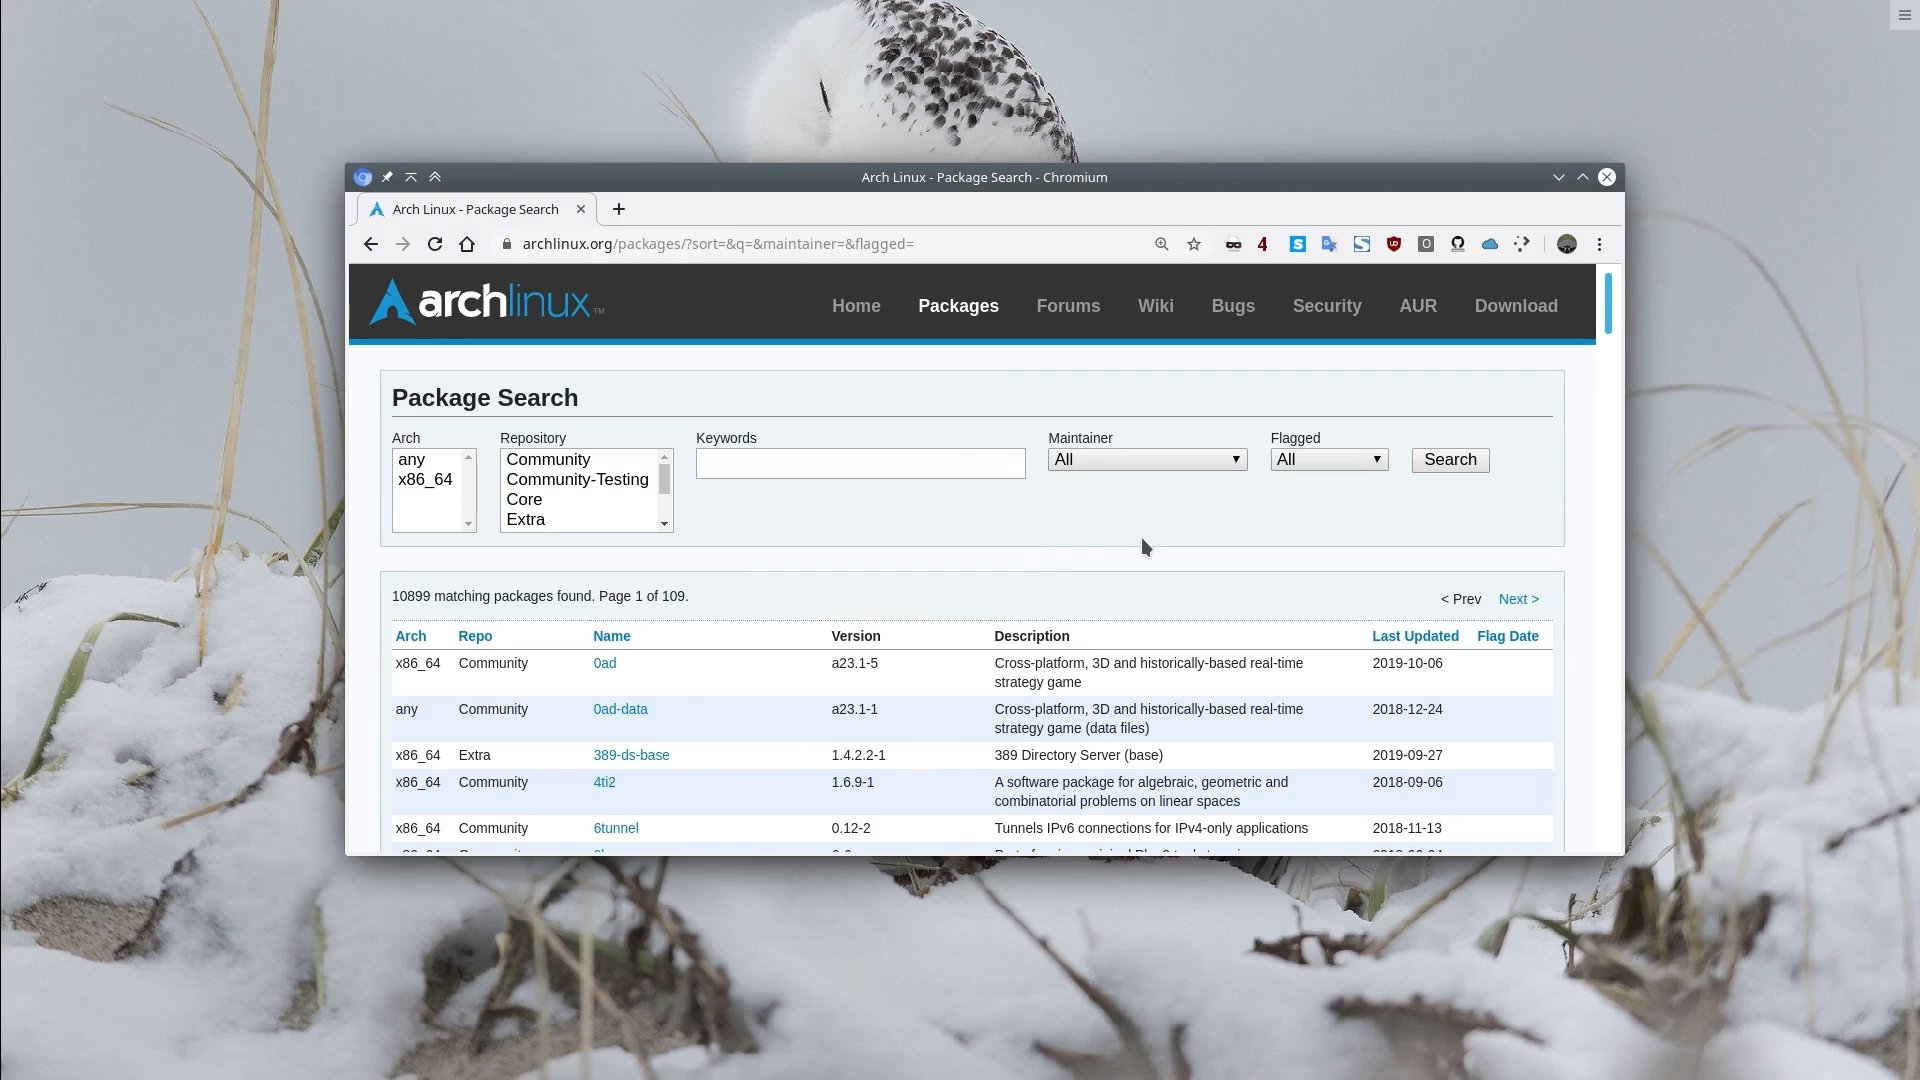 Arch Linux - Package Search - Chromium
Arch Linux - Package Search
archlinux.org/packages/?sort=&q=&maintainer=&flagged=
archlinux™
Home Packages Forums Wiki Bugs Security AUR Download
Package Search
Arch Repository Keywords Maintainer Flagged
any Community All All Search
x86_64 Community-Testing
Core
Extra
10899 matching packages found. Page 1 of 109.
< Prev Next >
Arch Repo Name Version Description Last Updated Flag Date
x86_64 Community 0ad a23.1-5 Cross-platform, 3D and historically-based real-time 2019-10-06
strategy game
any Community 0ad-data a23.1-1 Cross-platform, 3D and historically-based real-time 2018-12-24
strategy game (data files)
x86_64 Extra 389-ds-base 1.4.2.2-1 389 Directory Server (base) 2019-09-27
x86_64 Community 4ti2 1.6.9-1 A software package for algebraic, geometric and 2018-09-06
combinatorial problems on linear spaces
x86_64 Community 6tunnel 0.12-2 Tunnels IPv6 connections for IPv4-only applications 2018-11-13